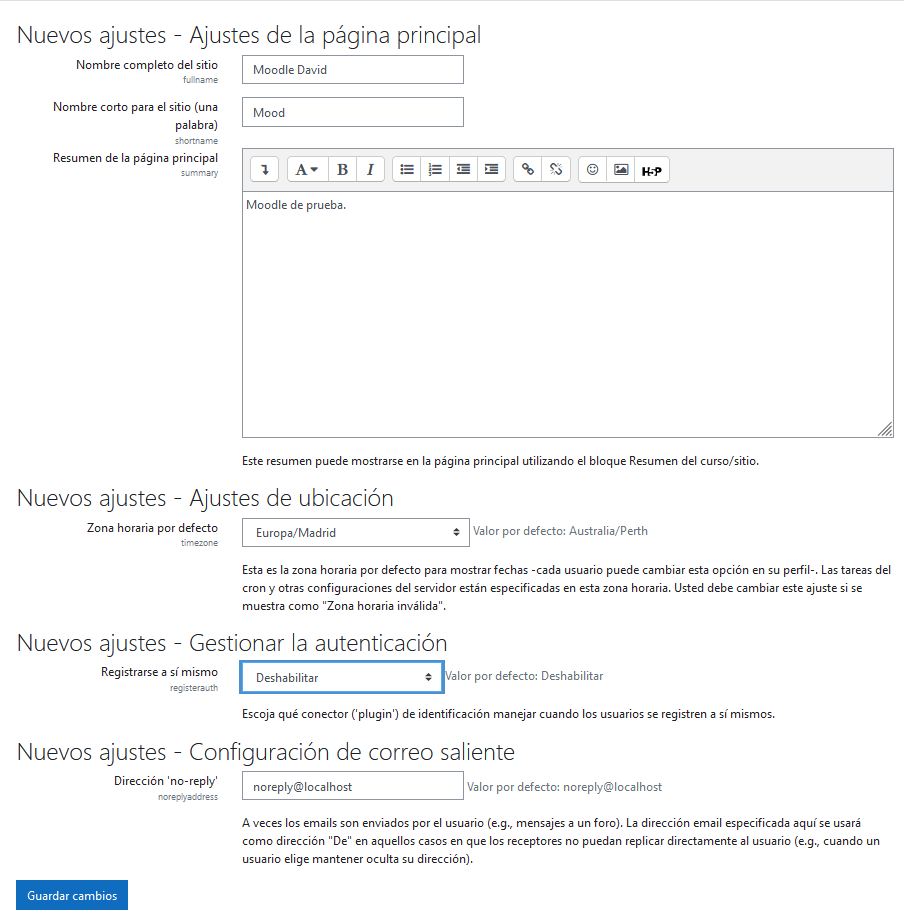 Nuevos ajustes - Ajustes de la página principal
Nombre completo del sitio
fullname
Moodle David
Nombre corto para el sitio (una
palabra)
shortname
Mood
Resumen de la página principal
summary
A B I H-P
Moodle de prueba.
Este resumen puede mostrarse en la página principal utilizando el bloque Resumen del curso/sitio.
Nuevos ajustes - Ajustes de ubicación
Zona horaria por defecto
timezone
Europa/Madrid
Valor por defecto: Australia/Perth
Esta es la zona horaria por defecto para mostrar fechas -cada usuario puede cambiar esta opción en su perfil-. Las tareas del
cron y otras configuraciones del servidor están especificadas en esta zona horaria. Usted debe cambiar este ajuste si se
muestra como "Zona horaria inválida".
Nuevos ajustes - Gestionar la autenticación
Registrarse a sí mismo
registerauth
Deshabilitar
Valor por defecto: Deshabilitar
Escoja qué conector ('plugin') de identificación manejar cuando los usuarios se registren a sí mismos.
Nuevos ajustes - Configuración de correo saliente
Dirección 'no-reply'
noreplyaddress
noreply@localhost
Valor por defecto: noreply@localhost
A veces los emails son enviados por el usuario (e.g., mensajes a un foro). La dirección email especificada aquí se usará
como dirección "De" en aquellos casos en que los receptores no puedan replicar directamente al usuario (e.g., cuando un
usuario elige mantener oculta su dirección).
Guardar cambios